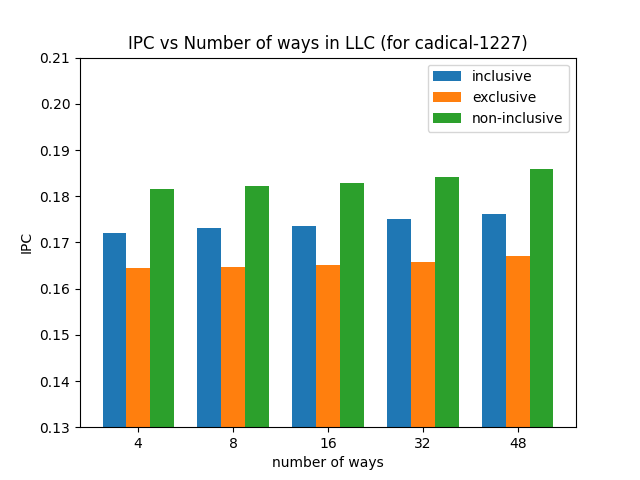 IPC vs Number of ways in LLC (for cadical-1227)
inclusive
exclusive
non-inclusive
IPC
0.21
0.20
0.19
0.18
0.17
0.16
0.15
0.14
0.13
4 8 16 32 48
number of ways